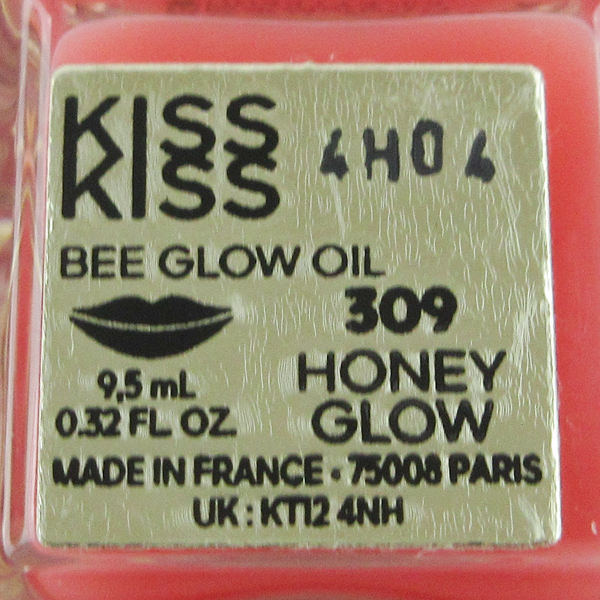 KISS
KISS
4H04
BEE GLOW OIL
309
HONEY
GLOW
9,5 mL
0.32 FL. OZ.
MADE IN FRANCE • 75008 PARIS
UK : KT12 4NH